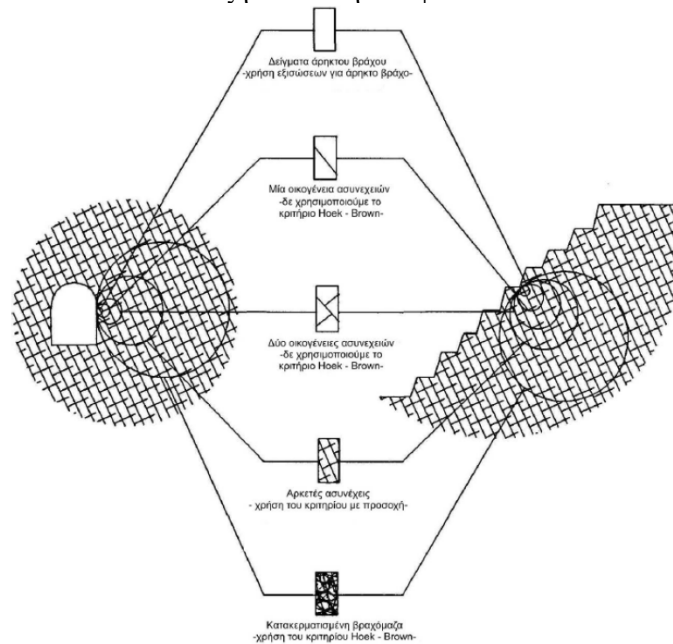 Δείγματα άρηκτου βράχου
-χρήση εξισώσεων για άρηκτο βράχο-
Μία οικογένεια ασυνεχειών
-δε χρησιμοποιούμε το
κριτήριο Hoek - Brown-
Δύο οικογένειες ασυνεχειών
-δε χρησιμοποιούμε το
κριτήριο Hoek - Brown-
Αρκετές ασυνέχεις
- χρήση του κριτηρίου με προσοχή-
Κατακερματισμένη βραχόμαζα
-χρήση του κριτηρίου Hoek - Brown-